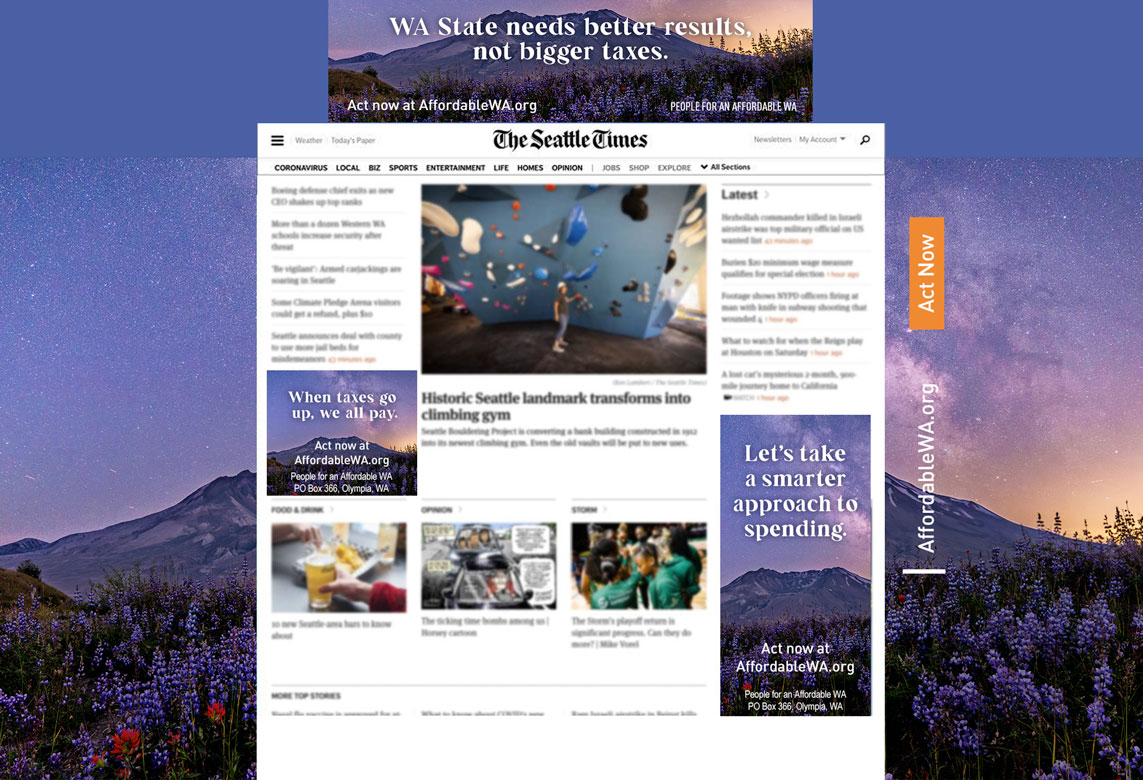 WA State needs better results,
not bigger taxes.
Act now at AffordableWA.org
PEOPLE FOR AN AFFORDABLE WA
Weather
Today's Paper
The Seattle Times
Newsletters
My Account
CORONAVIRUS LOCAL BIZ SPORTS ENTERTAINMENT LIFE HOMES OPINION | JOBS SHOP EXPLORE All Sections
Boeing defense chief exits as new
CEO shakes up top ranks
More than a dozen Western WA
schools increase security after
threat
'Be vigilant': Armed carjackings are
soaring in Seattle
Some Climate Pledge Arena visitors
could get a refund, plus $10
Seattle announces deal with county
to use more jail beds for
misdemeanors 43 minutes ago
When taxes go
up, we all pay.
Act now at
AffordableWA.org
People for an Affordable WA
PO Box 366, Olympia, WA
(Ken Lambert / The Seattle Times)
Historic Seattle landmark transforms into
climbing gym
Seattle Bouldering Project is converting a bank building constructed in 1912
into its newest climbing gym. Even the old vaults will be put to new uses.
Latest
Hezbollah commander killed in Israeli
airstrike was top military official on US
wanted list 43 minutes ago
Burien $20 minimum wage measure
qualifies for special election 1 hour ago
Footage shows NYPD officers firing at
man with knife in subway shooting that
wounded 4 1 hour ago
What to watch for when the Reign play
at Houston on Saturday 1 hour ago
A lost cat's mysterious 2-month, 900-
mile journey home to California
WATCH 1 hour ago
Let's take
a smarter
approach to
spending.
Act now at
AffordableWA.org
People for an Affordable WA
PO Box 366, Olympia, WA
FOOD & DRINK
10 new Seattle-area bars to know
about
OPINION
The ticking time bombs among us |
Horsey cartoon
STORM
The Storm's playoff return is
significant progress. Can they do
more? | Mike Vorel
MORE TOP STORIES
Act Now
AffordableWA.org